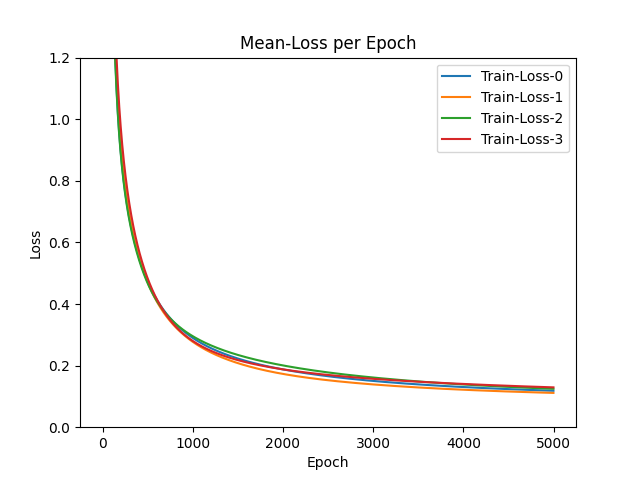 Mean-Loss per Epoch
Loss
1.2
1.0
0.8
0.6
0.4
0.2
0.0
Train-Loss-0
Train-Loss-1
Train-Loss-2
Train-Loss-3
0 1000 2000 3000 4000 5000
Epoch